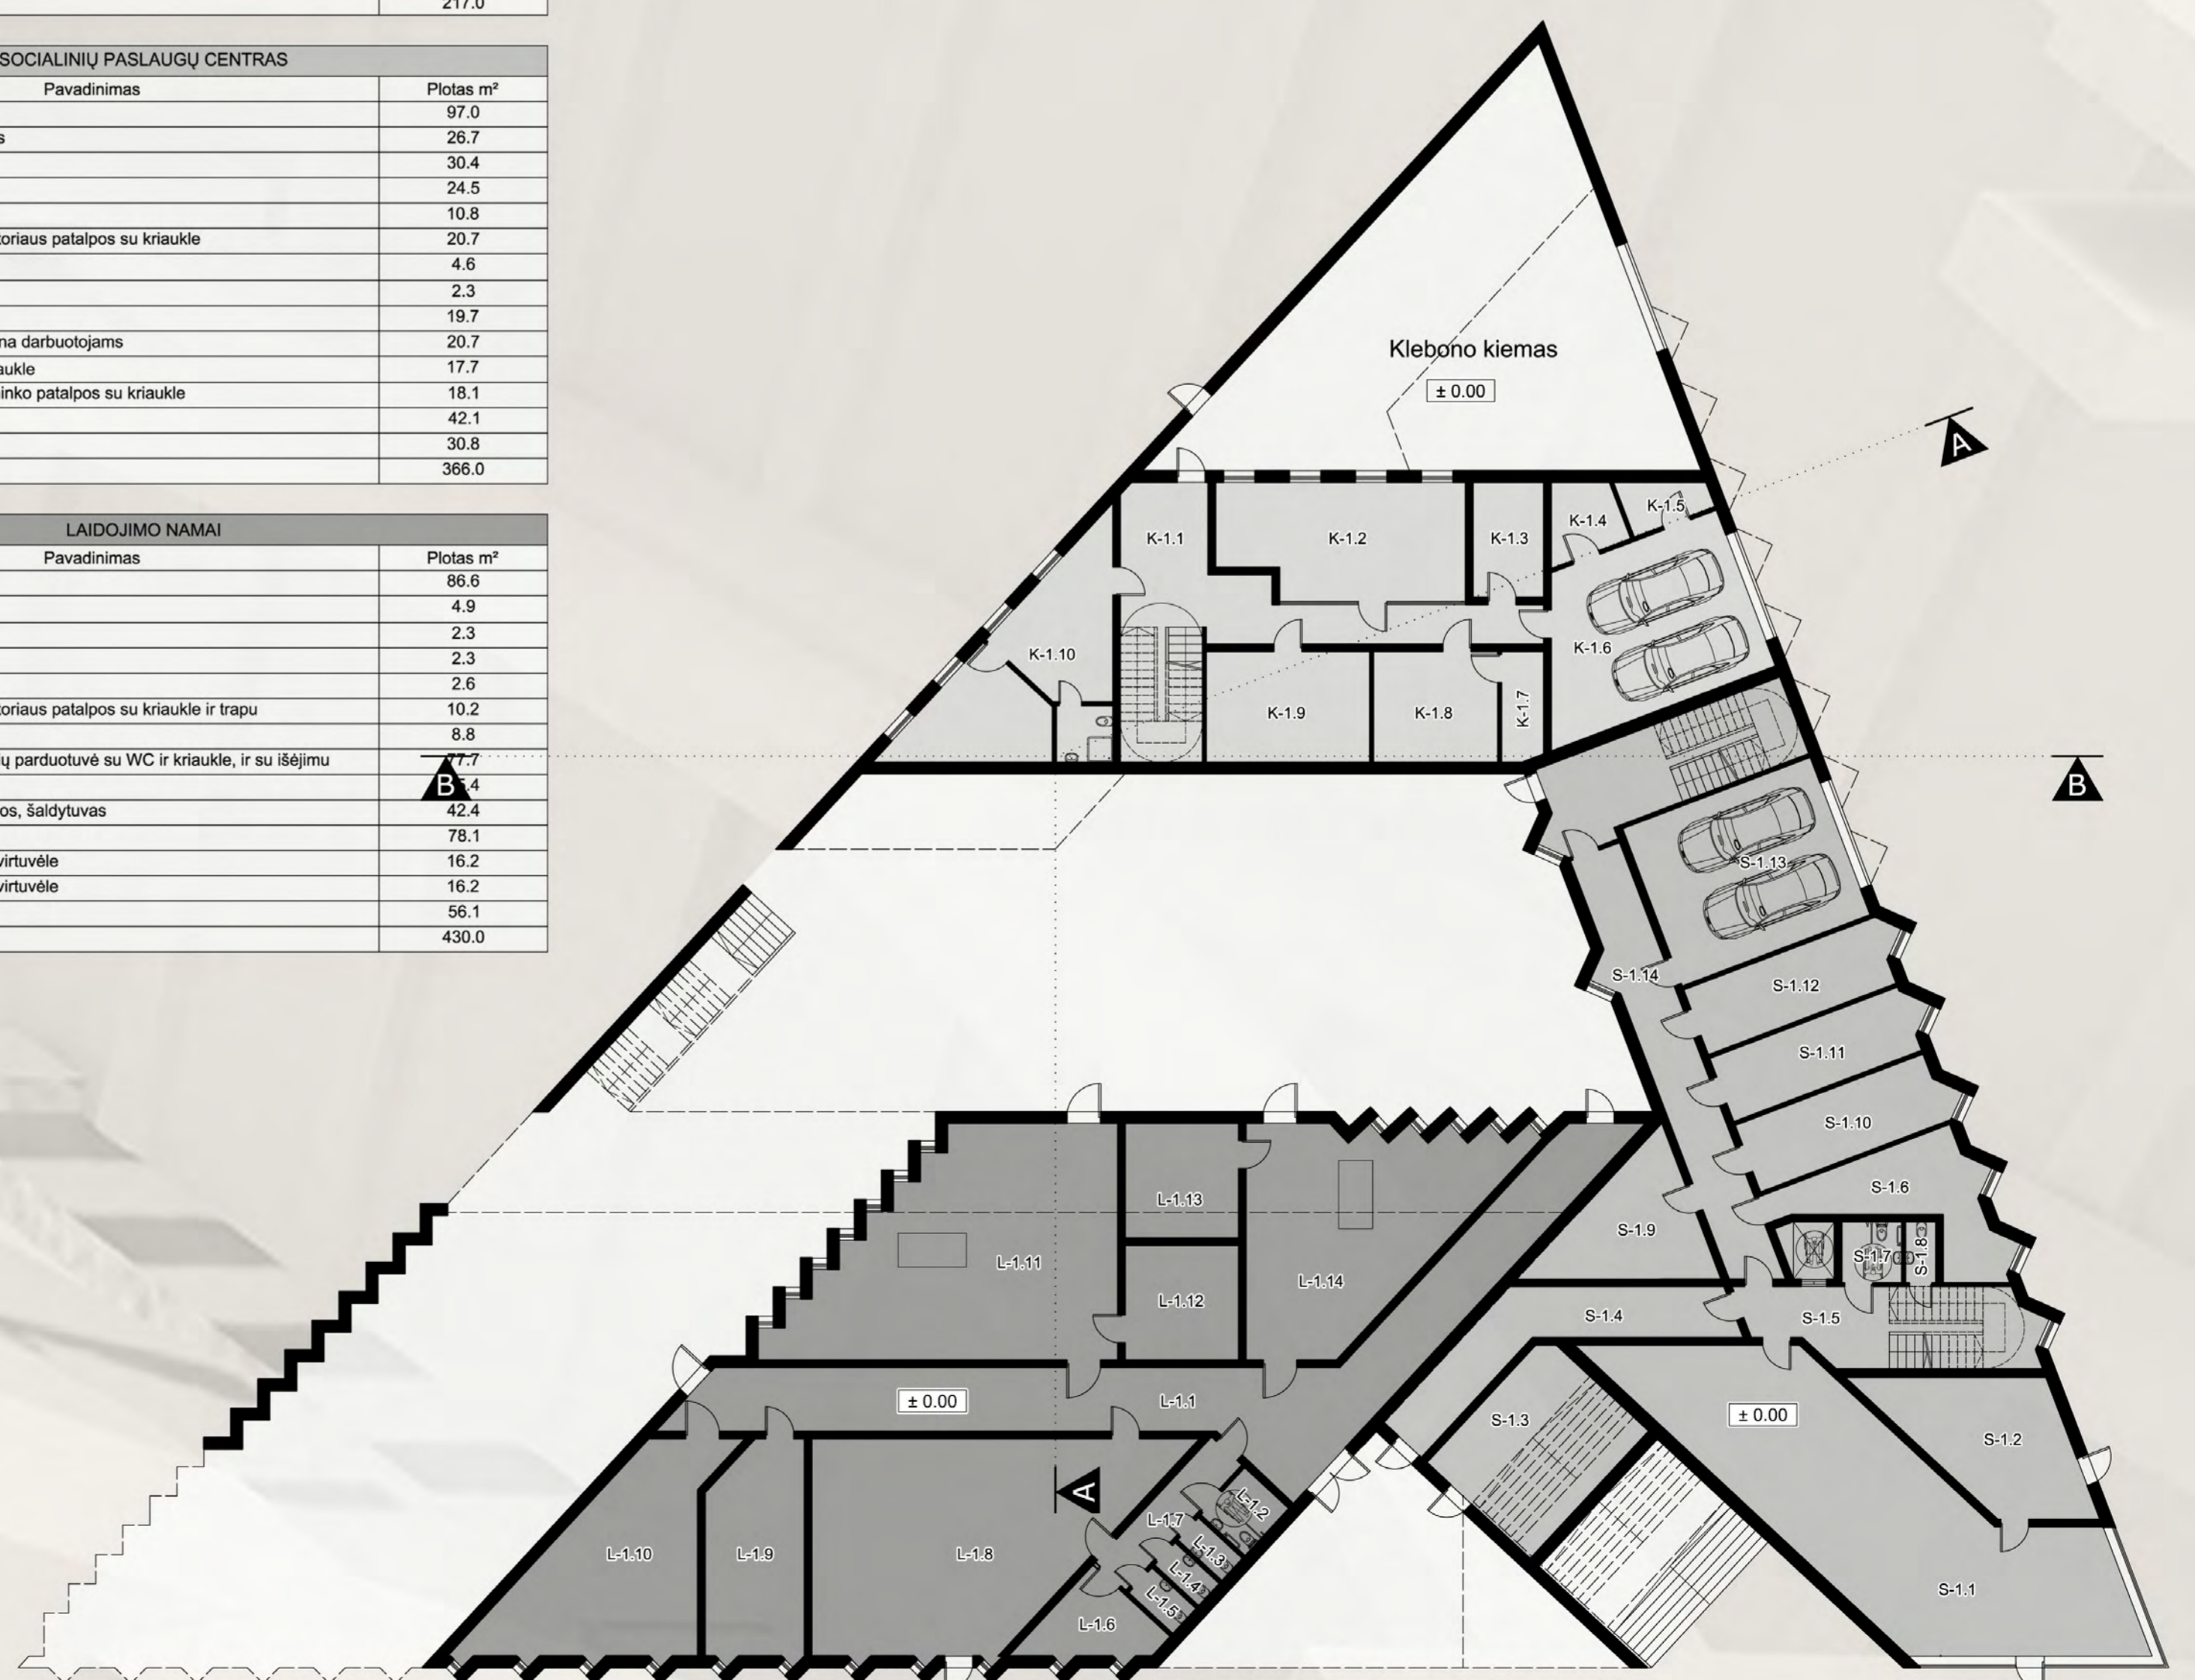 217.0
SOCIALINIŲ PASLAUGŲ CENTRAS
Pavadinimas Plotas m²
97.0
s 26.7
30.4
24.5
10.8
toriaus patalpos su kriaukle 20.7
4.6
2.3
19.7
na darbuotojams 20.7
aukle 17.7
inko patalpos su kriaukle 18.1
42.1
30.8
366.0
LAIDOJIMO NAMAI
Pavadinimas Plotas m²
86.6
4.9
2.3
2.3
2.6
toriaus patalpos su kriaukle ir trapu 10.2
8.8
ių parduotuvė su WC ir kriaukle, ir su išėjimu 77.7
.4
os, šaldytuvas 42.4
78.1
virtuvėle 16.2
virtuvėle 16.2
56.1
430.0
Klebono kiemas
± 0.00
A
K-1.1
K-1.2
K-1.3
K-1.4
K-1.5
K-1.6
K-1.10
K-1.9
K-1.8
K-1.7
B
B
S-1.13
S-1.14
S-1.12
S-1.11
S-1.10
S-1.6
S-1.9
S-1.7
S-1.8
S-1.4
S-1.5
L-1.13
L-1.11
L-1.12
L-1.14
± 0.00
L-1.1
S-1.3
± 0.00
S-1.2
A
L-1.10
L-1.9
L-1.8
L-1.7
L-1.2
L-1.3
L-1.4
L-1.5
L-1.6
S-1.1